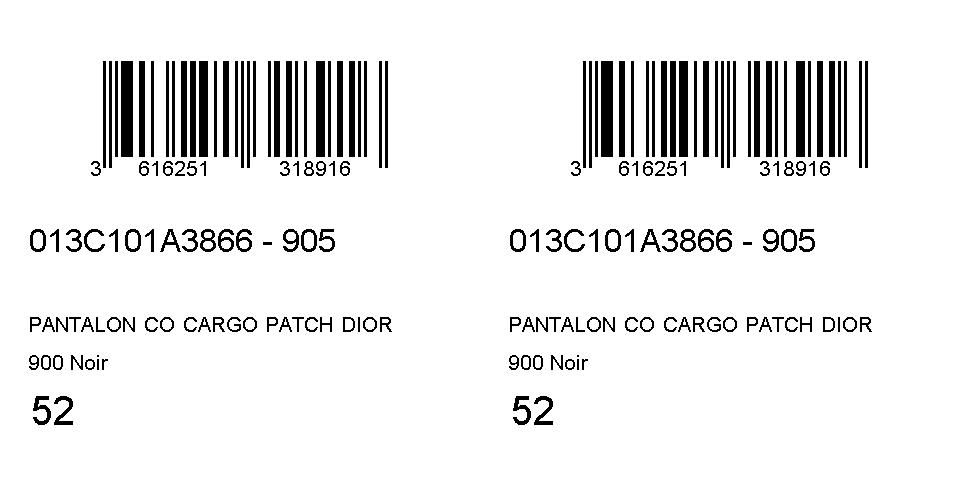 3 616251 318916
013C101A3866 - 905
PANTALON CO CARGO PATCH DIOR
900 Noir
52
3 616251 318916
013C101A3866 - 905
PANTALON CO CARGO PATCH DIOR
900 Noir
52